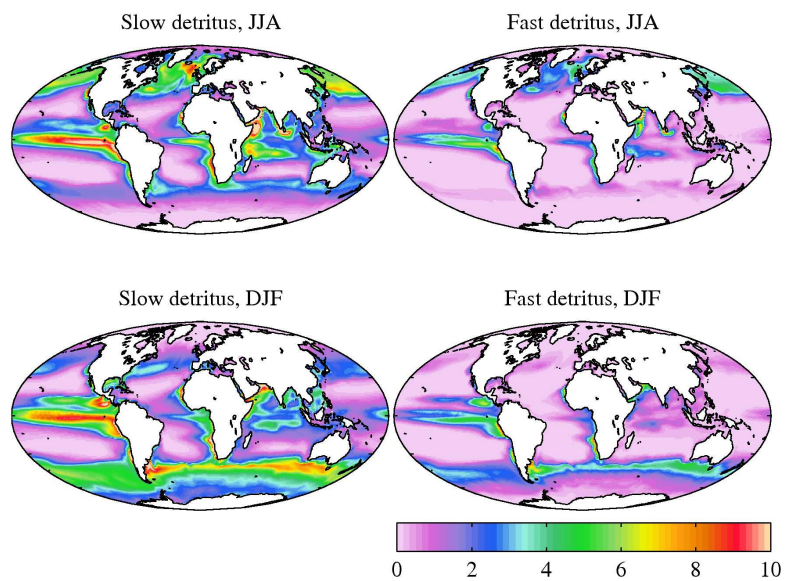 Slow detritus, JJA
Fast detritus, JJA
Slow detritus, DJF
Fast detritus, DJF
0 2 4 6 8 10